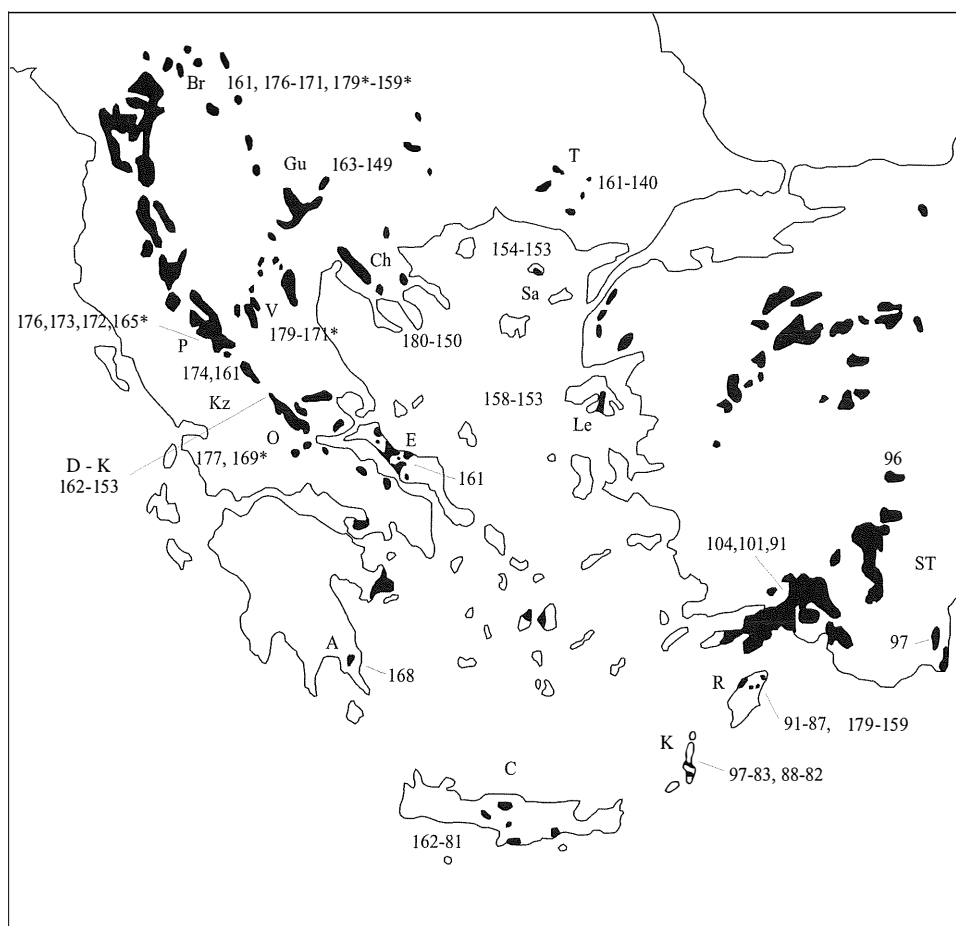 Br 161, 176-171, 179*-159*
Gu 163-149
T
161-140
154-153
Ch
Sa
V
176,173,172,165*
179-171*
180-150
P
174,161
158-153
Kz
Le
O
E
D - K
177, 169*
161
162-153
96
104,101,91
ST
A
97
168
R
91-87, 179-159
K
C
97-83, 88-82
162-81